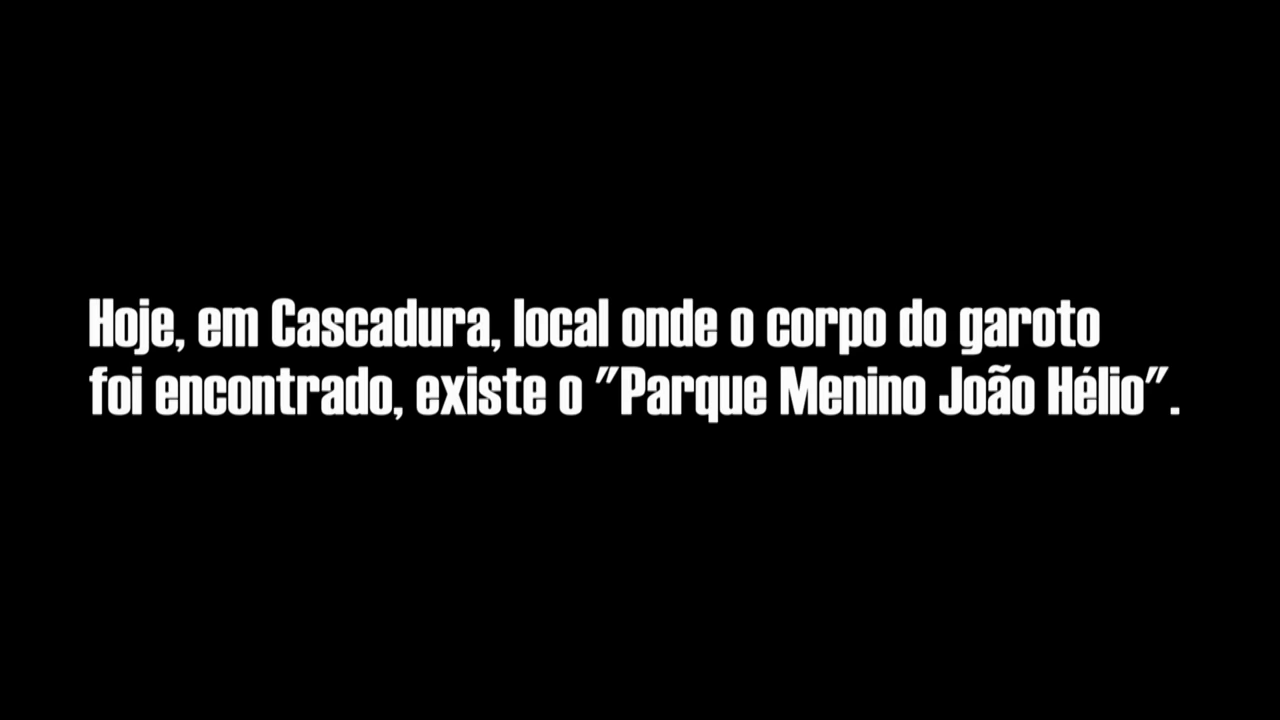 Hoje, em Cascadura, local onde o corpo do garoto
foi encontrado, existe o "Parque Menino João Hélio".